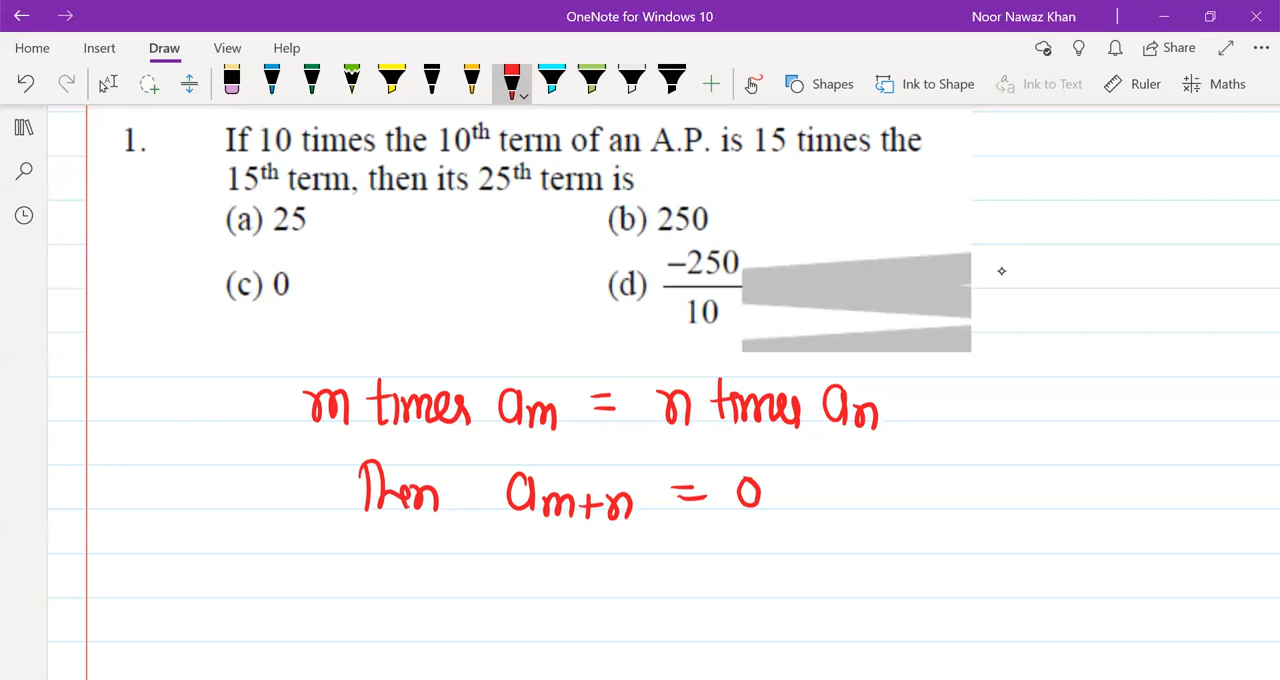 OneNote for Windows 10
Noor Nawaz Khan
Home Insert Draw View Help Share
Shapes Ink to Shape Ink to Text Ruler Maths
1. If 10 times the 10th term of an A.P. is 15 times the
15th term, then its 25th term is
(a) 25 (b) 250
(c) 0 (d) –250/10
m times am = n times an
Then am+n = 0